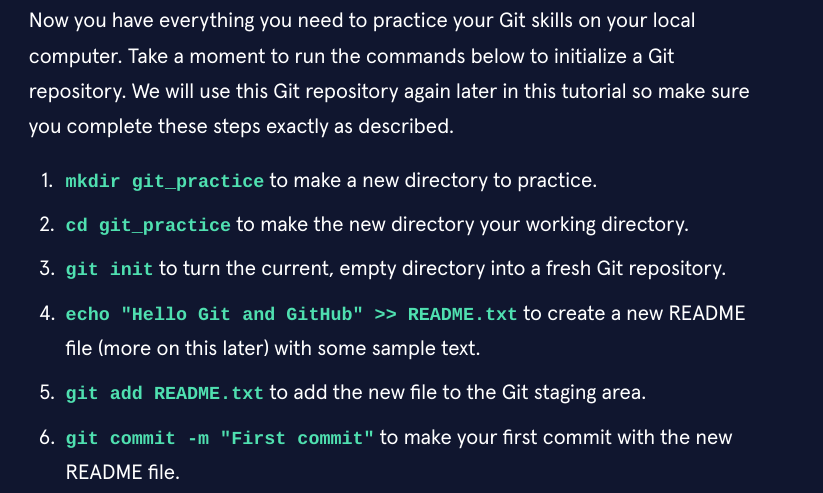 Now you have everything you need to practice your Git skills on your local
computer. Take a moment to run the commands below to initialize a Git
repository. We will use this Git repository again later in this tutorial so make sure
you complete these steps exactly as described.
1. mkdir git_practice to make a new directory to practice.
2. cd git_practice to make the new directory your working directory.
3. git init to turn the current, empty directory into a fresh Git repository.
4. echo "Hello Git and GitHub" >> README.txt to create a new README
file (more on this later) with some sample text.
5. git add README.txt to add the new file to the Git staging area.
6. git commit -m "First commit" to make your first commit with the new
README file.